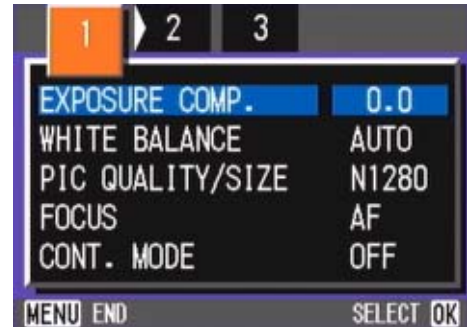 1 2 3
EXPOSURE COMP. 0.0
WHITE BALANCE AUTO
PIC QUALITY/SIZE N1280
FOCUS AF
CONT. MODE OFF
MENU END SELECT OK